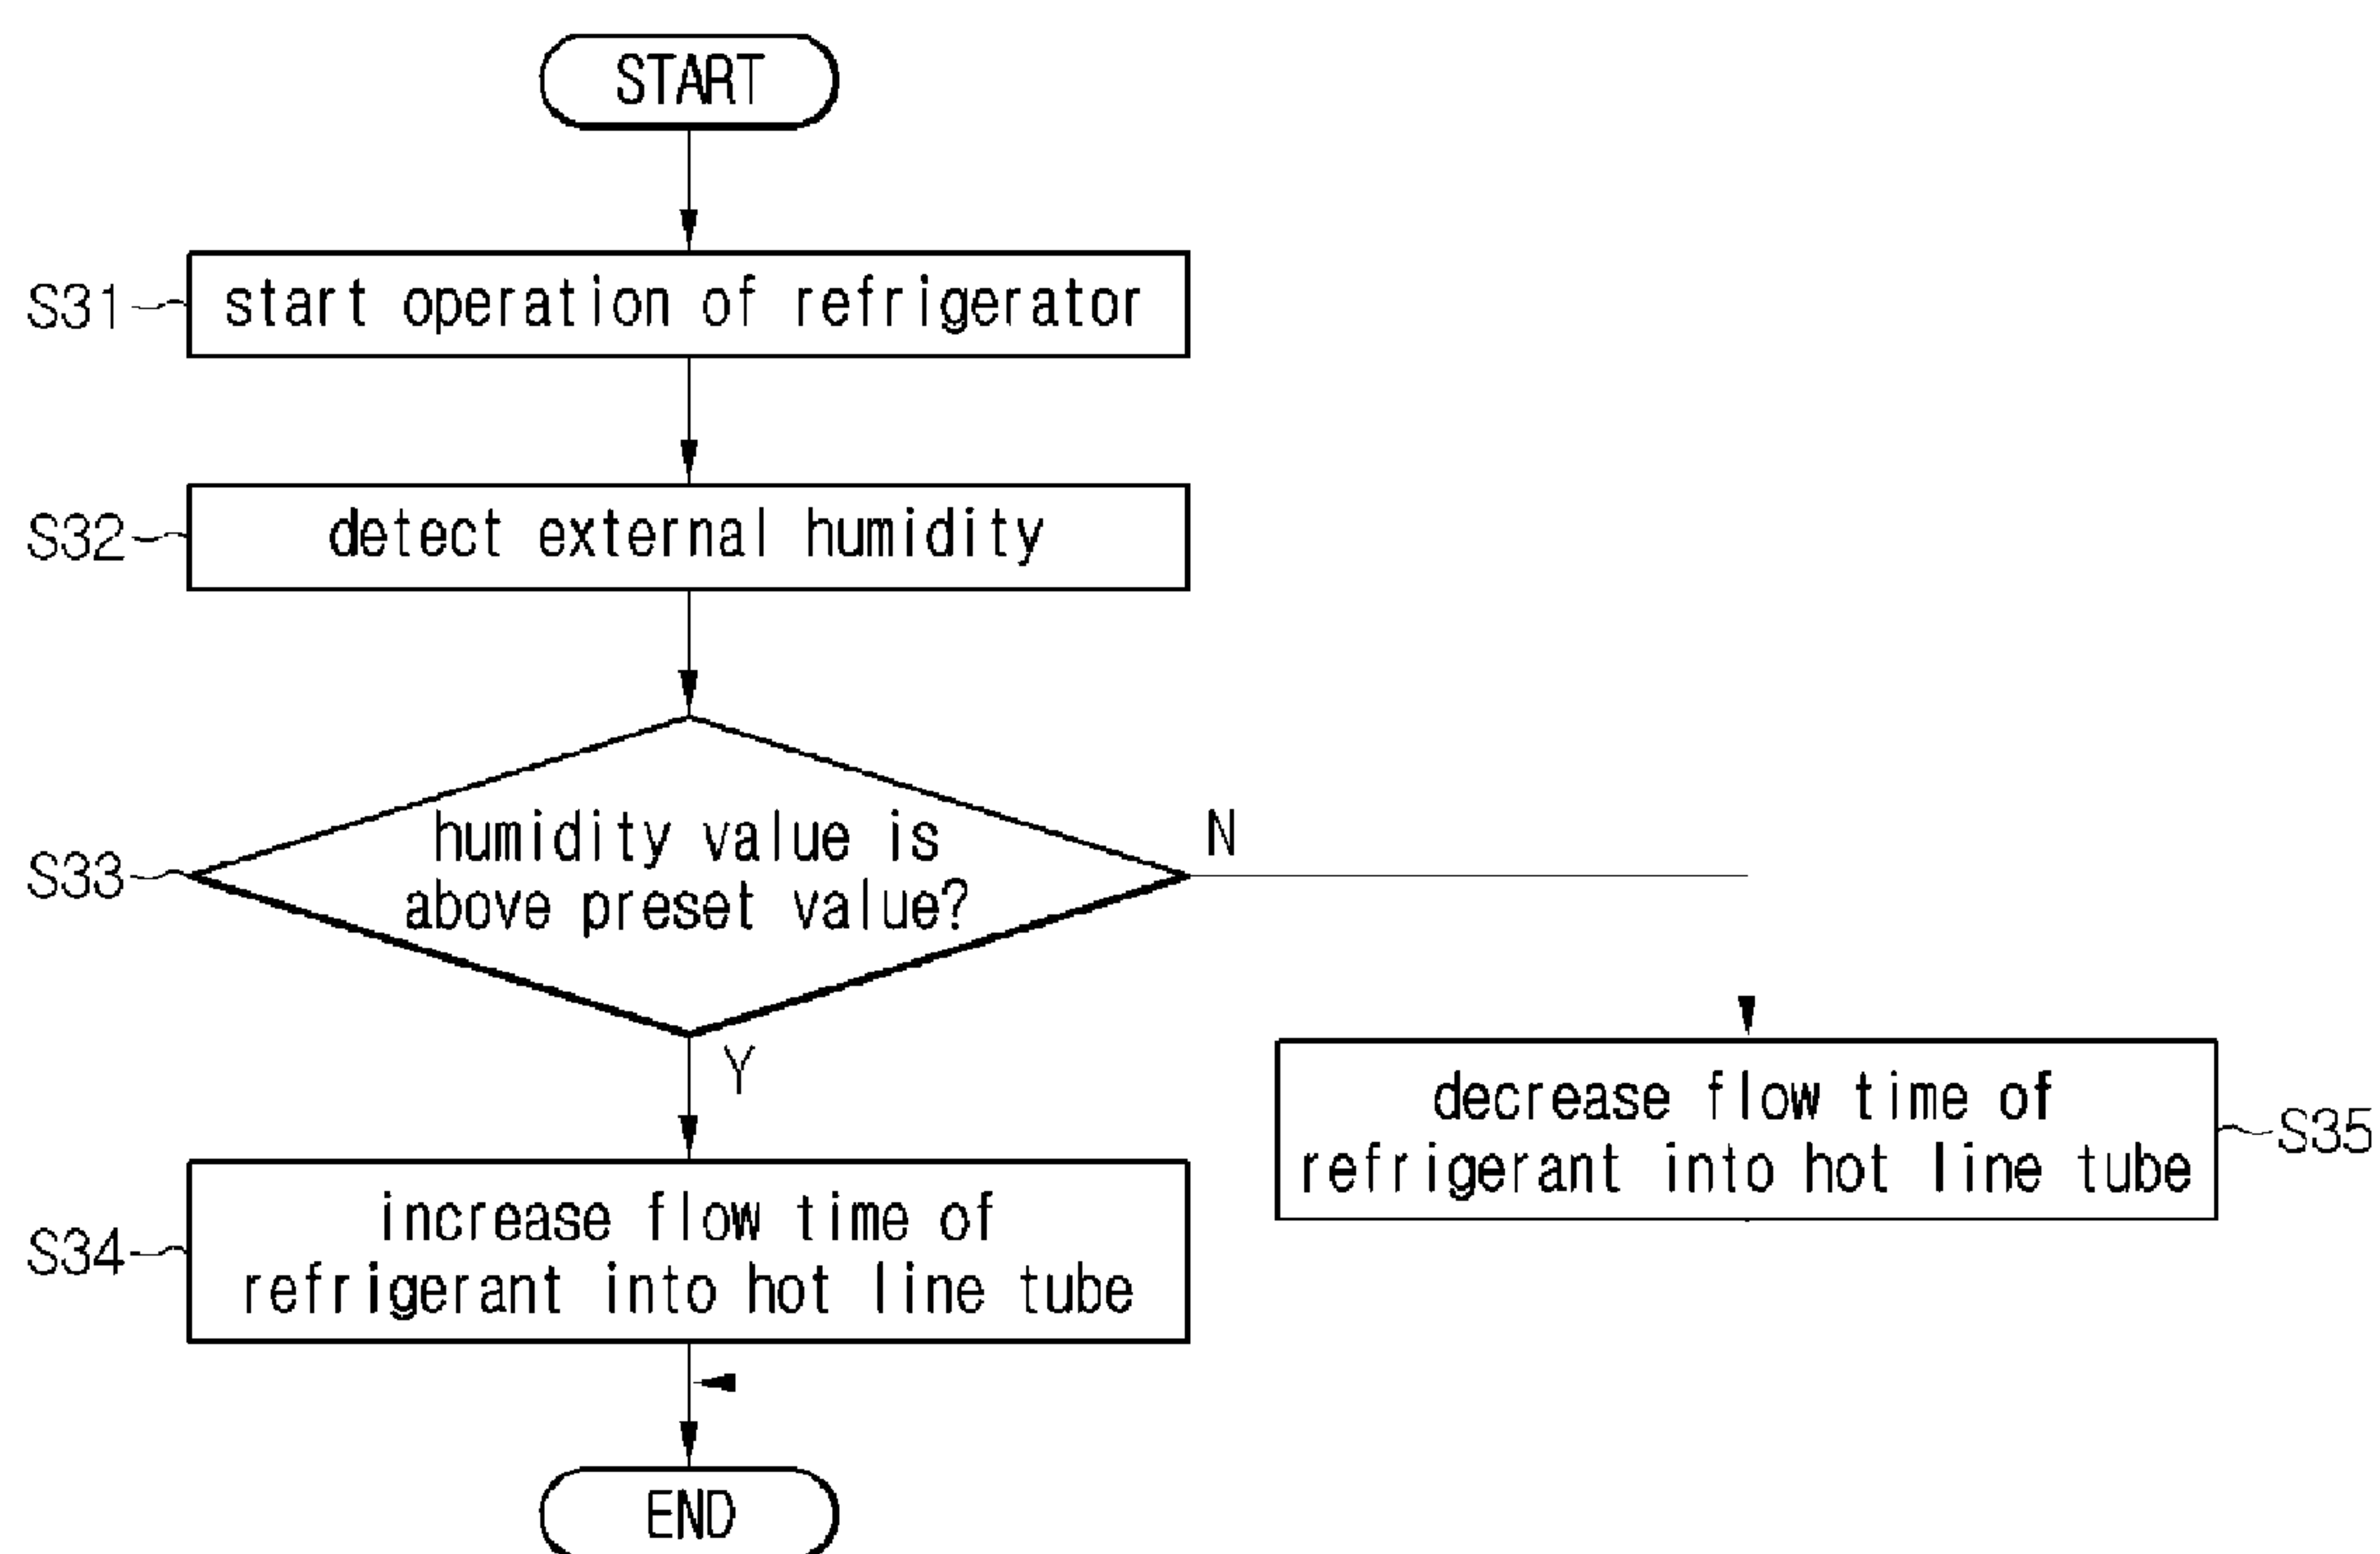 START
S31
start operation of refrigerator
S32
detect external humidity
S33
humidity value is
above preset value?
N
Y
decrease flow time of
refrigerant into hot line tube
S35
S34
increase flow time of
refrigerant into hot line tube
END